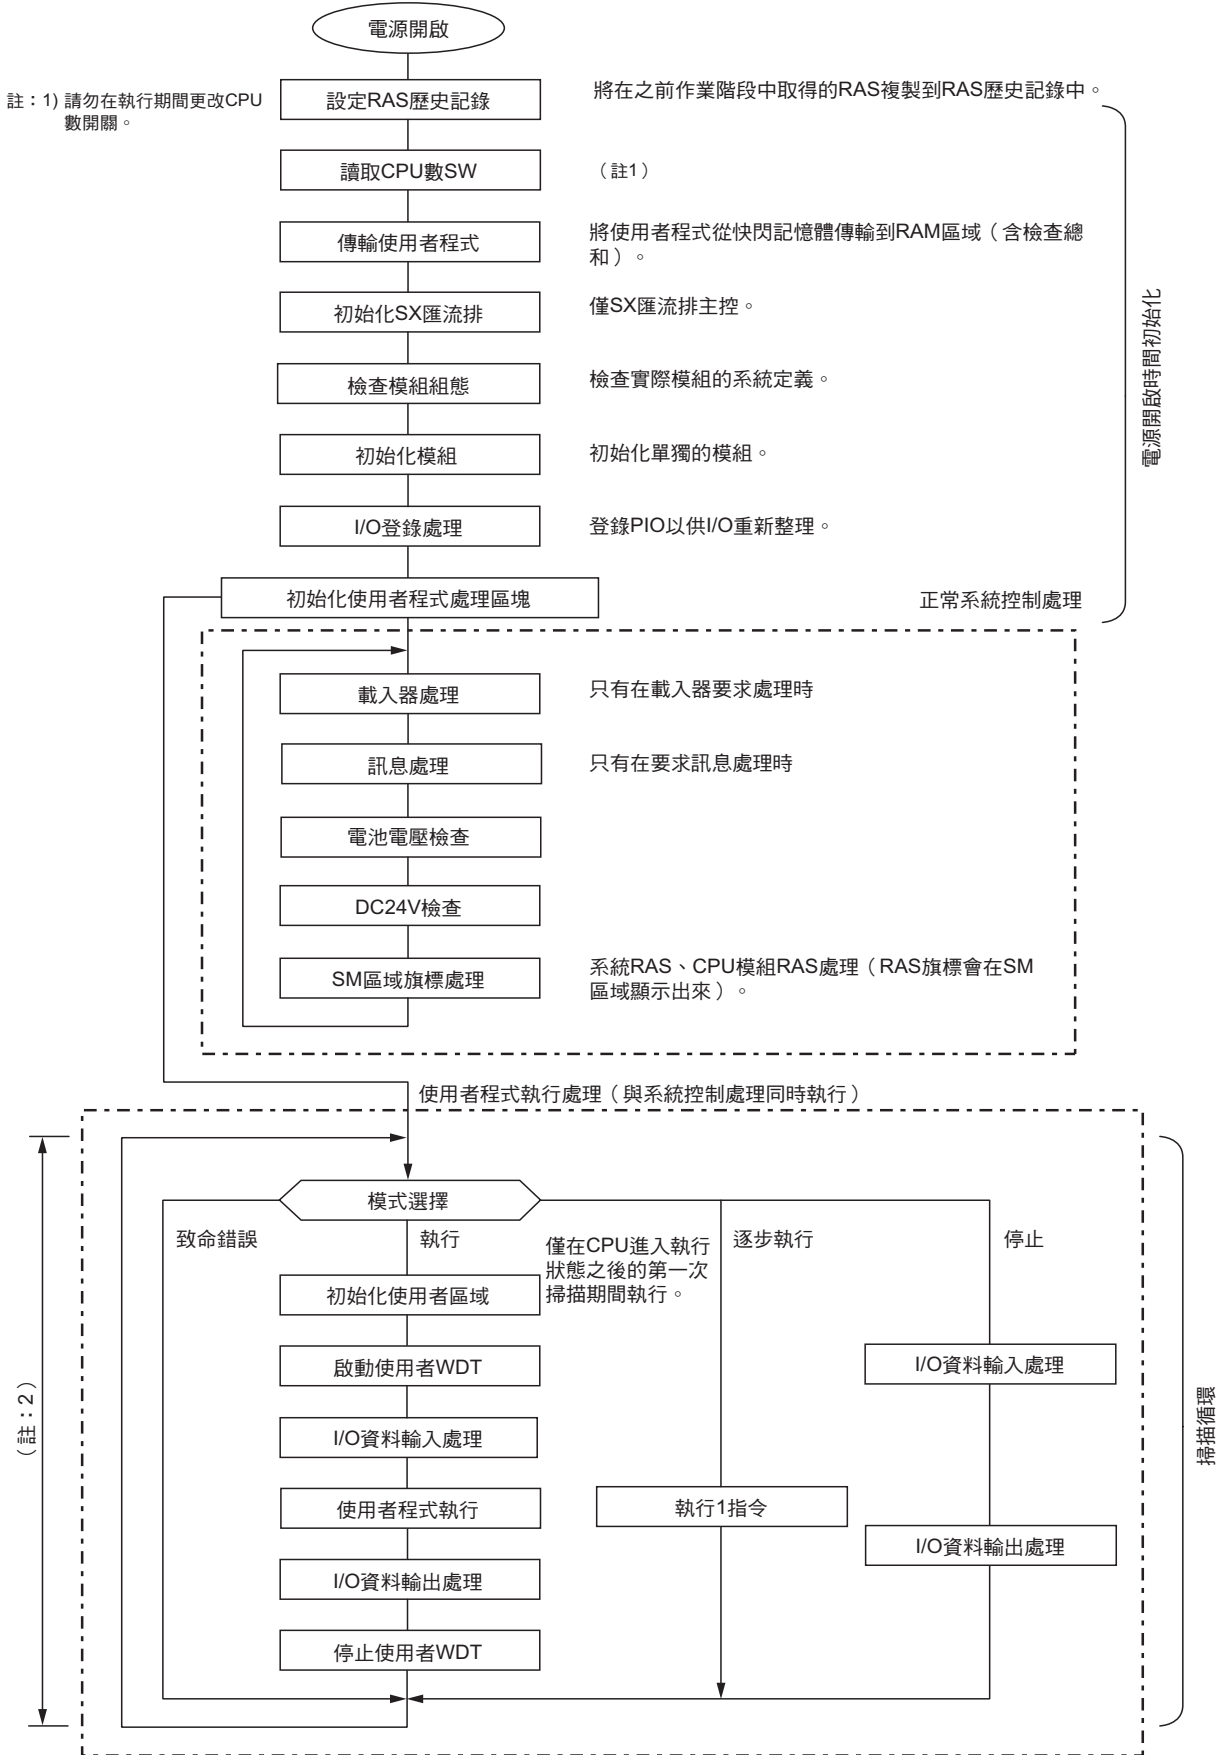 電源開啟
註：1) 請勿在執行期間更改CPU
數開關。
設定RAS歷史記錄
將在之前作業階段中取得的RAS複製到RAS歷史記錄中。
讀取CPU數SW
（註1）
傳輸使用者程式
將使用者程式從快閃記憶體傳輸到RAM區域（含檢查總
和）。
初始化SX匯流排
僅SX匯流排主控。
檢查模組組態
檢查實際模組的系統定義。
初始化模組
初始化單獨的模組。
I/O登錄處理
登錄PIO以供I/O重新整理。
電源開啟時間初始化
初始化使用者程式處理區塊
正常系統控制處理
載入器處理
只有在載入器要求處理時
訊息處理
只有在要求訊息處理時
電池電壓檢查
DC24V檢查
SM區域旗標處理
系統RAS、CPU模組RAS處理（RAS旗標會在SM
區域顯示出來）。
使用者程式執行處理（與系統控制處理同時執行）
模式選擇
致命錯誤
執行
僅在CPU進入執行
狀態之後的第一次
掃描期間執行。
逐步執行
停止
初始化使用者區域
啟動使用者WDT
I/O資料輸入處理
I/O資料輸入處理
使用者程式執行
執行1指令
I/O資料輸出處理
I/O資料輸出處理
停止使用者WDT
（註：2）
掃描循環